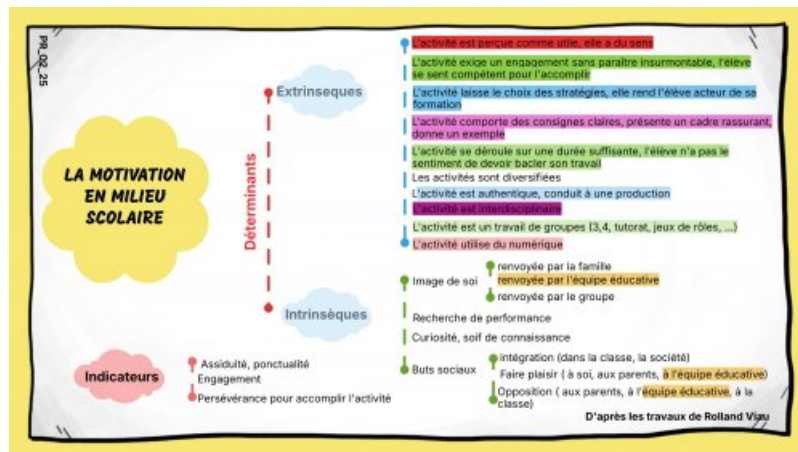 PR_02_25
LA MOTIVATION
EN MILIEU
SCOLAIRE
Déterminants
Extrinseques
L'activité est perçue comme utile, elle a du sens
L'activité exige un engagement sans paraître insurmontable, l'élève
se sent compétent pour l'accomplir
L'activité laisse le choix des stratégies, elle rend l'élève acteur de sa
formation
L'activité comporte des consignes claires, présente un cadre rassurant,
donne un exemple
L'activité se déroule sur une durée suffisante, l'élève n'a pas le
sentiment de devoir bacler son travail
Les activités sont diversifiées
L'activité est authentique, conduit à une production
L'activité est interdisciplinaire
L'activité est un travail de groupes (3,4, tutorat, jeux de rôles, ...)
L'activité utilise du numérique
Intrinsèques
Image de soi
renvoyée par la famille
renvoyée par l'équipe éducative
renvoyée par le groupe
Recherche de performance
Curiosité, soif de connaissance
Buts sociaux
intégration (dans la classe, la société)
Faire plaisir ( à soi, aux parents, à l'équipe éducative)
Opposition ( aux parents, à l'équipe éducative, à la
classe)
Indicateurs
Assiduité, ponctualité
Engagement
Persévérance pour accomplir l'activité
D'après les travaux de Rolland Viau